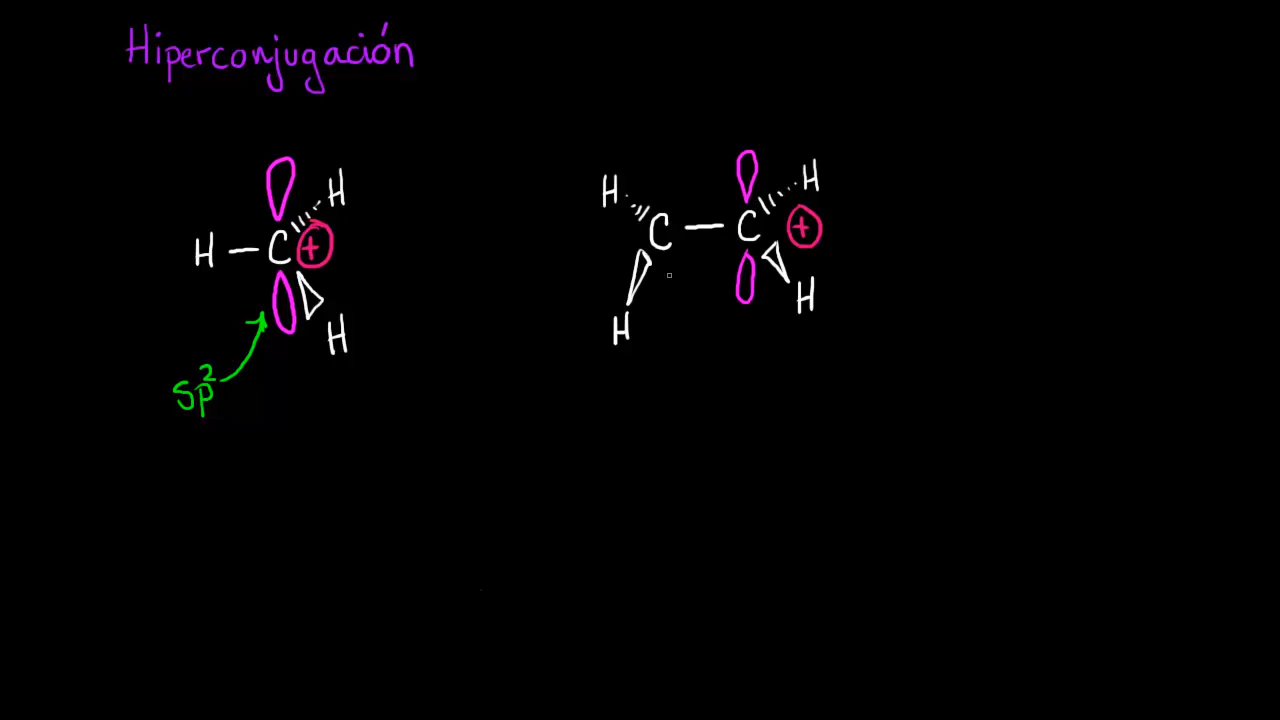 Hiperconjugación
H
H – C +
H
sp²
H H
C – C +
H H